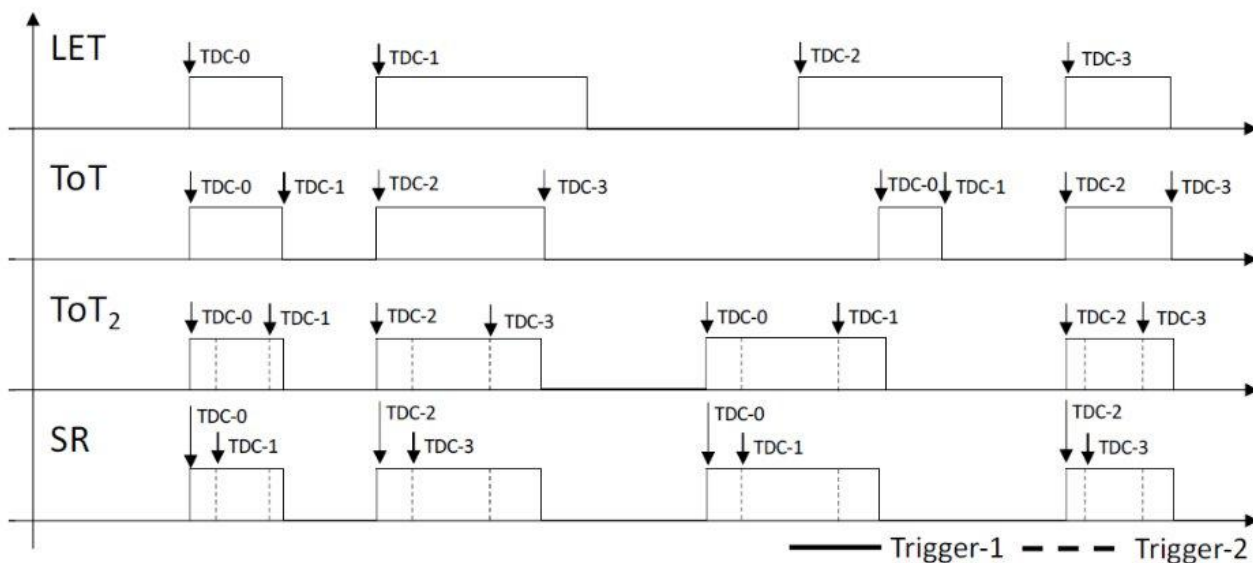 LET
TDC-0
TDC-1
TDC-2
TDC-3
ToT
TDC-0
TDC-1
TDC-2
TDC-3
TDC-0
TDC-1
TDC-2
TDC-3
ToT₂
TDC-0
TDC-1
TDC-2
TDC-3
TDC-0
TDC-1
TDC-2
TDC-3
SR
TDC-0
TDC-1
TDC-2
TDC-3
TDC-0
TDC-1
TDC-2
TDC-3
Trigger-1
Trigger-2